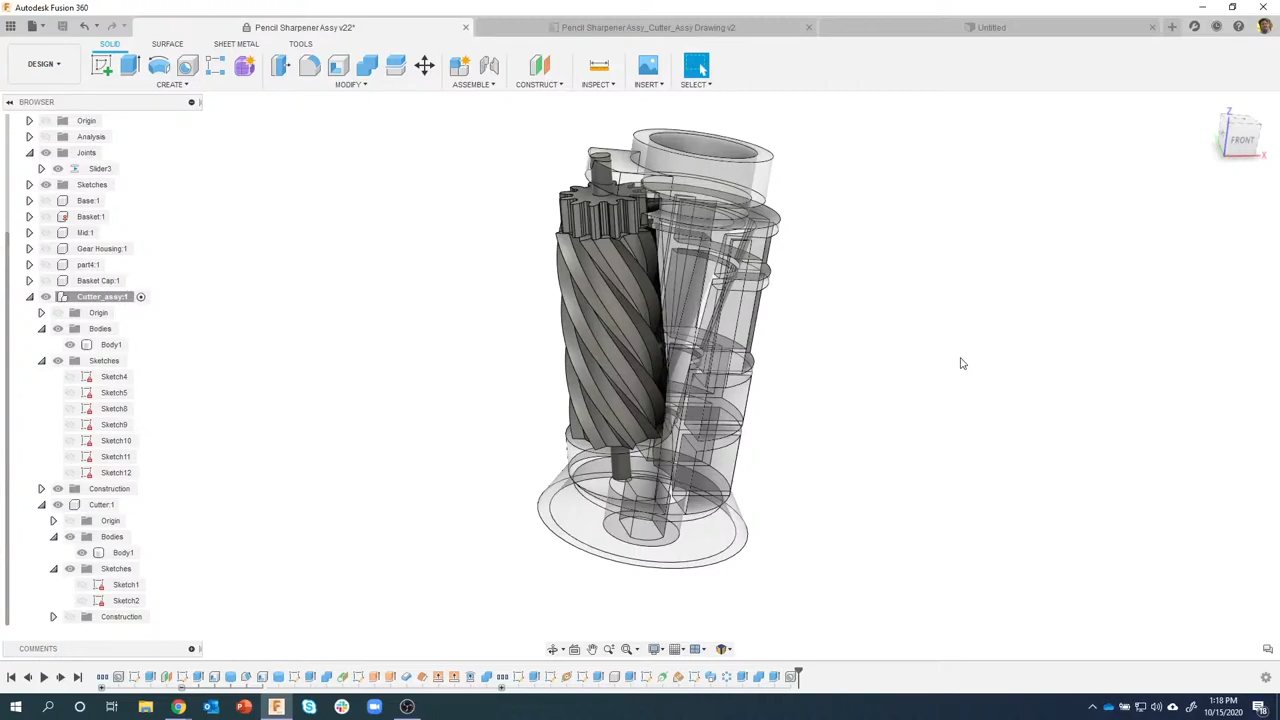 Autodesk Fusion 360
Pencil Sharpener Assy v22*
Pencil Sharpener Assy_Cutter_Assy Drawing v2
Untitled
SOLID
SURFACE
SHEET METAL
TOOLS
DESIGN
CREATE
MODIFY
ASSEMBLE
CONSTRUCT
INSPECT
INSERT
SELECT
BROWSER
Origin
Analysis
Joints
Slider3
Sketches
Base:1
Basket:1
Mid:1
Gear Housing:1
part4:1
Basket Cap:1
Cutter_assy:1
Origin
Bodies
Body1
Sketches
Sketch4
Sketch5
Sketch8
Sketch9
Sketch10
Sketch11
Sketch12
Construction
Cutter:1
Origin
Bodies
Body1
Sketches
Sketch1
Sketch2
Construction
Z
FRONT
X
COMMENTS
1:18 PM
10/15/2020
18